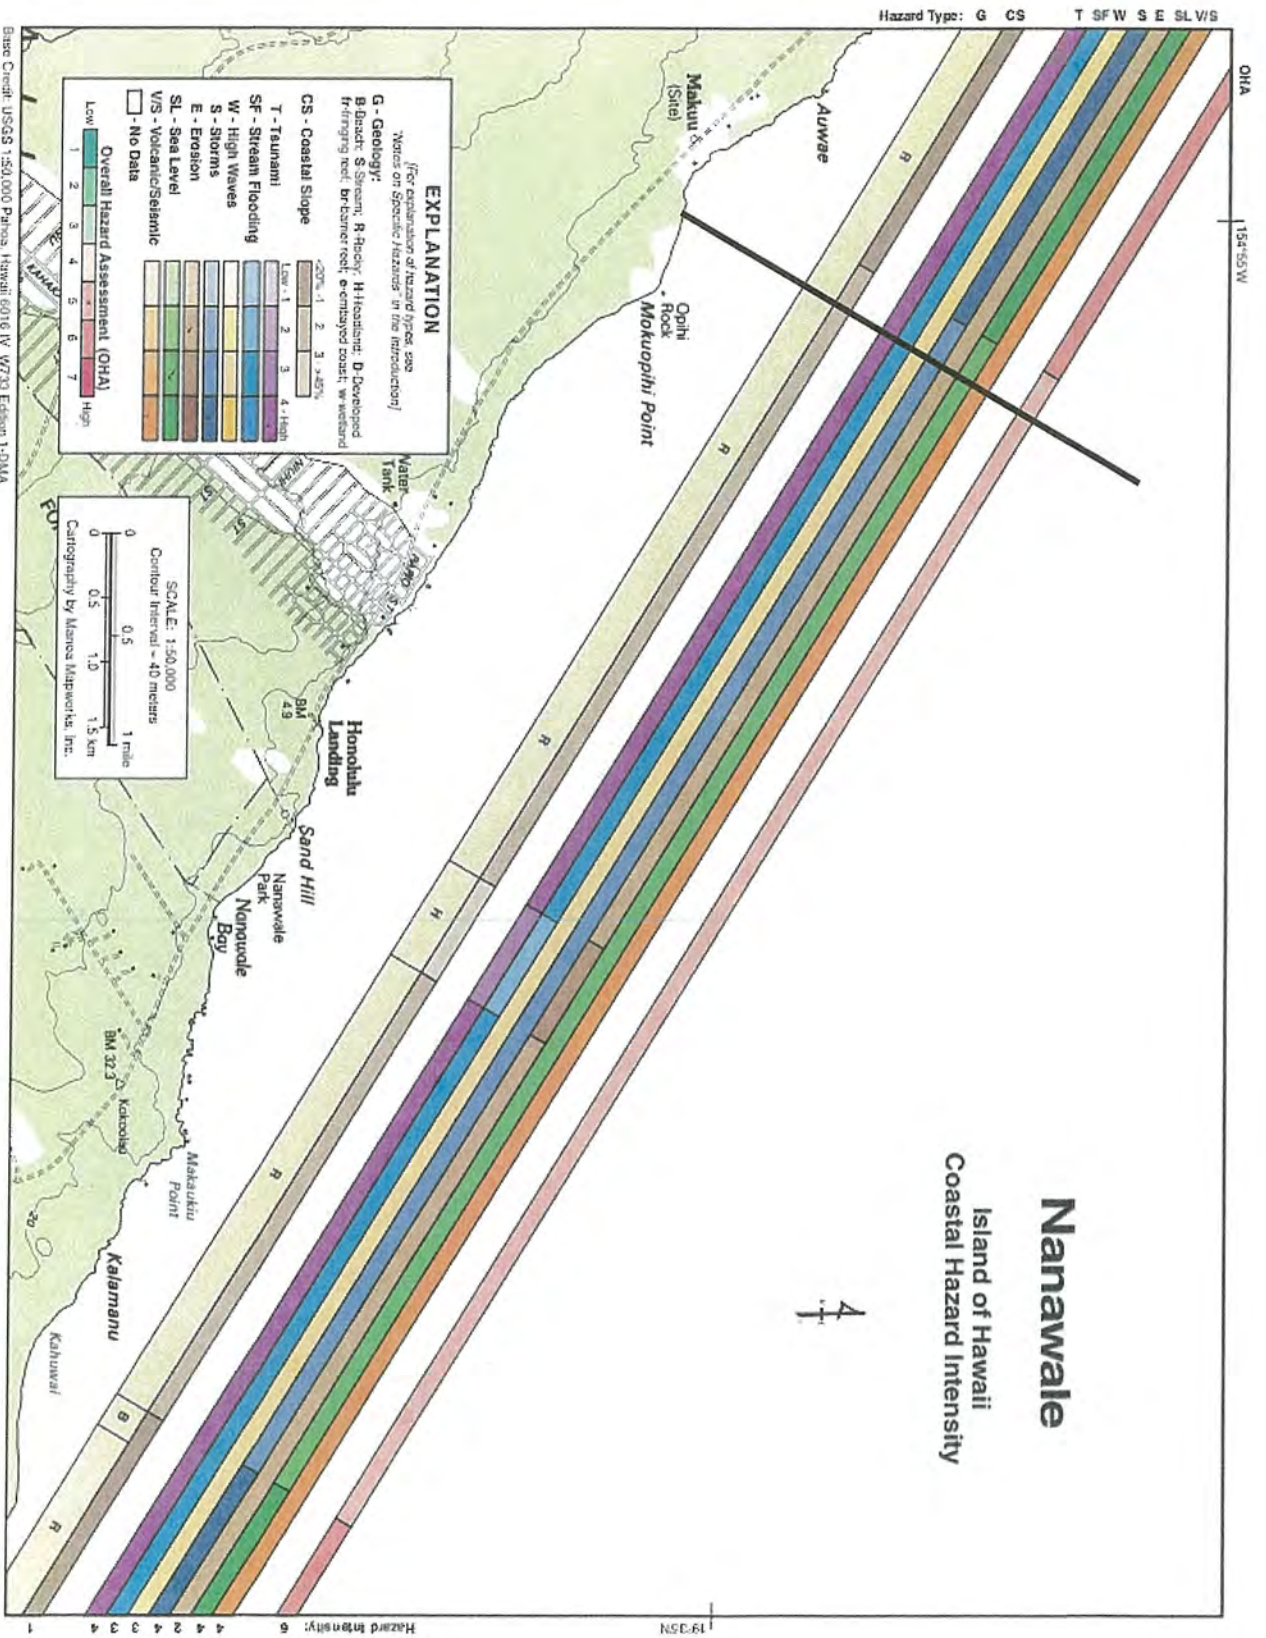 Hazard Type: G CS T SF W S E SL V/S
OHA
154°55'W
Nanawale
Island of Hawaii
Coastal Hazard Intensity
Auwae
Makuu
(Site)
Opihi
Rock
Mokuopihi Point
Water
Tank
Honolulu
Landing
BM
4.9
Sand Hill
Nanawale
Park
Nanawale
Bay
BM 32.3
Kakoolau
Makaukiu
Point
Kalamanu
Kahuwai
R
R
R
H
R
B
R
ST
ST
EXPLANATION
[For explanation of hazard types, see
"Notes on Specific Hazards" in the Introduction]
G - Geology:
B-Beach; S-Stream; R-Rocky; H-Headland; D-Developed
fr-fringing reef; br-barrier reef; e-embayed coast; w-wetland
<20% -1 2 3 - >45%
CS - Coastal Slope
Low - 1 2 3 4 - High
T - Tsunami
SF - Stream Flooding
W - High Waves
S - Storms
E - Erosion
SL - Sea Level
V/S - Volcanic/Seismic
- No Data
Overall Hazard Assessment (OHA)
Low 1 2 3 4 5 6 7 High
SCALE: 1:50,000
Contour Interval = 40 meters
0 0.5 1 mile
0 0.5 1.0 1.5 km
Cartography by Manoa Mapworks, Inc.
Base Credit: USGS 1:50,000 Pahoa, Hawaii 6016 IV W733 Edition 1-DMA
Hazard Intensity: 6 4 4 2 4 3 3 4 1
19°35'N